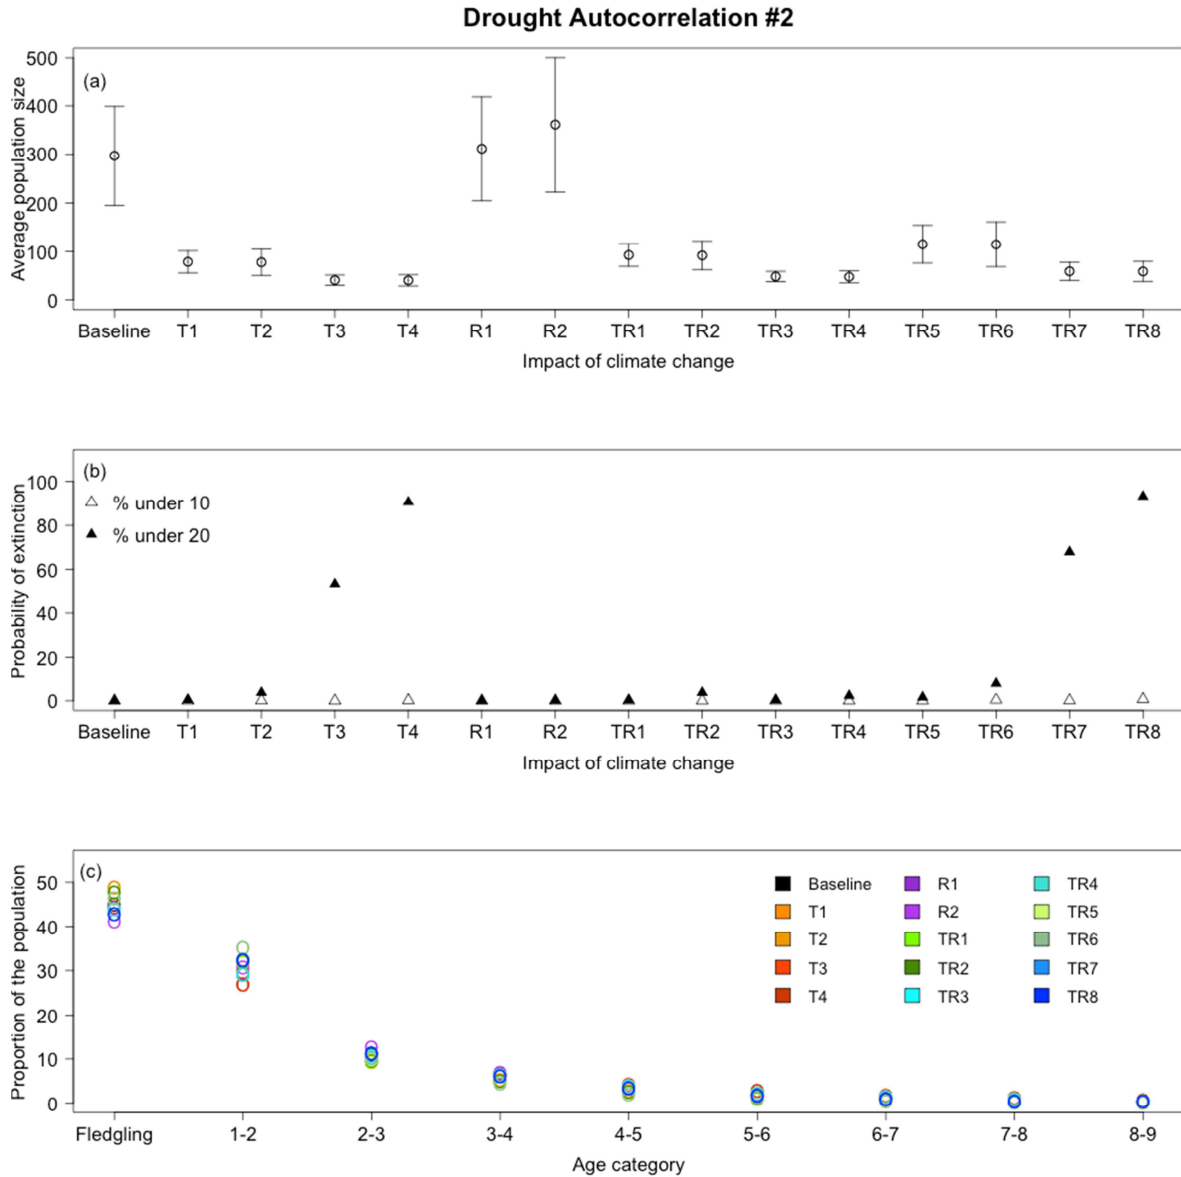 Drought Autocorrelation #2
(a)
Average population size
500
400
300
200
100
0
Baseline T1 T2 T3 T4 R1 R2 TR1 TR2 TR3 TR4 TR5 TR6 TR7 TR8
Impact of climate change
(b)
% under 10
% under 20
Probability of extinction
100
80
60
40
20
0
Baseline T1 T2 T3 T4 R1 R2 TR1 TR2 TR3 TR4 TR5 TR6 TR7 TR8
Impact of climate change
(c)
Proportion of the population
50
40
30
20
10
0
Baseline R1 TR4
T1 R2 TR5
T2 TR1 TR6
T3 TR2 TR7
T4 TR3 TR8
Fledgling 1-2 2-3 3-4 4-5 5-6 6-7 7-8 8-9
Age category